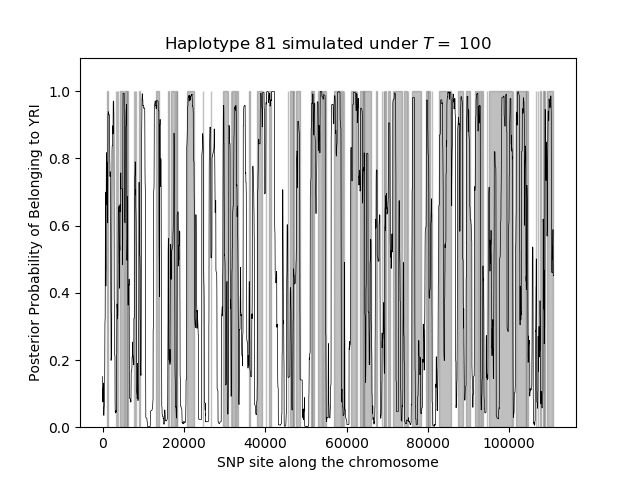 Haplotype 81 simulated under T = 100
Posterior Probability of Belonging to YRI
1.0
0.8
0.6
0.4
0.2
0.0
0 20000 40000 60000 80000 100000
SNP site along the chromosome